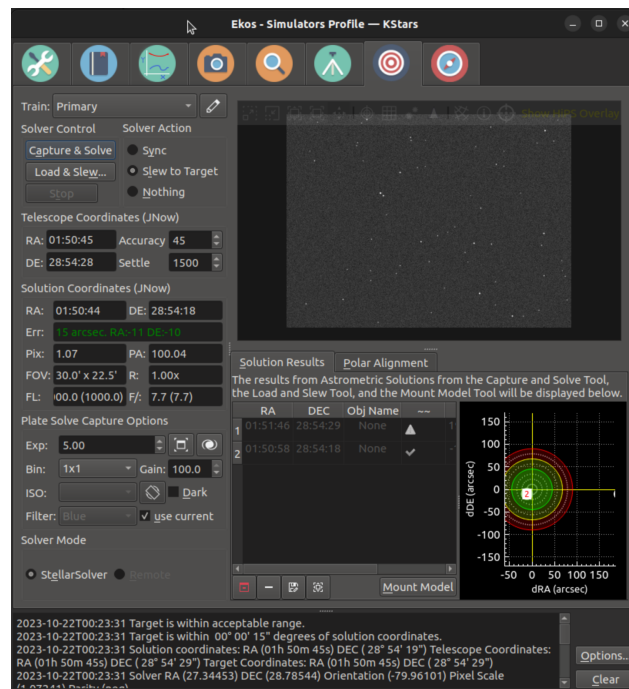 Ekos - Simulators Profile — KStars
Train: Primary
Show HiPS Overlay
Solver Control Solver Action
Capture & Solve Sync
Load & Slew... Slew to Target
Stop Nothing
Telescope Coordinates (JNow)
RA: 01:50:45 Accuracy 45
DE: 28:54:28 Settle 1500
Solution Coordinates (JNow)
RA: 01:50:44 DE: 28:54:18
Err: 15 arcsec. RA:-11 DE:-10
Pix: 1.07 PA: 100.04
FOV: 30.0' x 22.5' R: 1.00x
FL: 00.0 (1000.0) F/: 7.7 (7.7)
Plate Solve Capture Options
Exp: 5.00
Bin: 1x1 Gain: 100.0
ISO: Dark
Filter: Blue use current
Solver Mode
StellarSolver Remote
Solution Results Polar Alignment
The results from Astrometric Solutions from the Capture and Solve Tool,
the Load and Slew Tool, and the Mount Model Tool will be displayed below.
RA DEC Obj Name ~~
1 01:51:46 28:54:29 None
2 01:50:58 28:54:18 None
Mount Model
dDE (arcsec)
150
100
50
0
-50
-100
-150
2
-50 0 50 100 150
dRA (arcsec)
2023-10-22T00:23:31 Target is within acceptable range.
2023-10-22T00:23:31 Target is within 00° 00' 15" degrees of solution coordinates.
2023-10-22T00:23:31 Solution coordinates: RA (01h 50m 45s) DEC ( 28° 54' 19") Telescope Coordinates:
RA (01h 50m 45s) DEC ( 28° 54' 29") Target Coordinates: RA (01h 50m 45s) DEC ( 28° 54' 29")
2023-10-22T00:23:31 Solver RA (27.34453) DEC (28.78544) Orientation (-79.96101) Pixel Scale
Options...
Clear